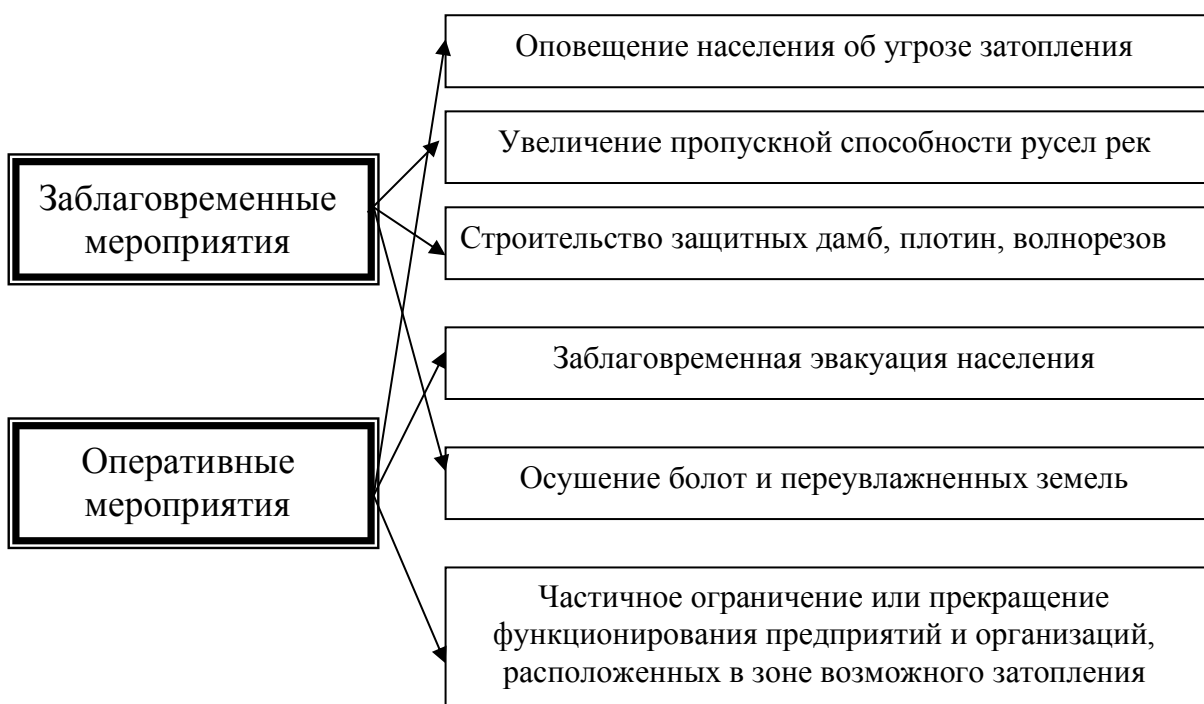 Оповещение населения об угрозе затопления
Увеличение пропускной способности русел рек
Заблаговременные
мероприятия
Строительство защитных дамб, плотин, волнорезов
Заблаговременная эвакуация населения
Оперативные
мероприятия
Осушение болот и переувлажненных земель
Частичное ограничение или прекращение
функционирования предприятий и организаций,
расположенных в зоне возможного затопления